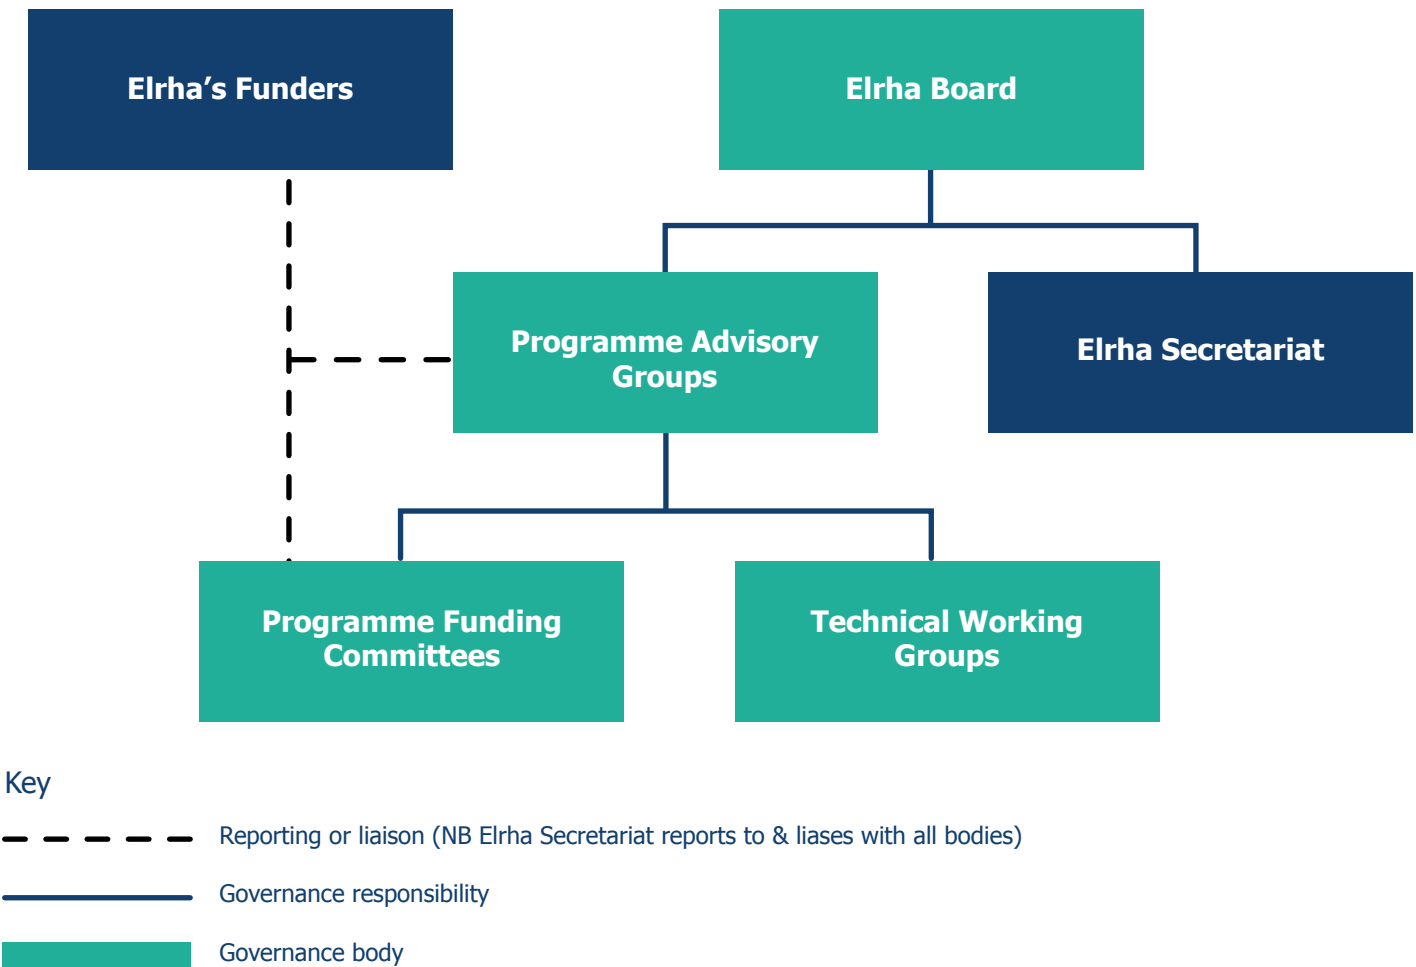 Elrha’s Funders
Elrha Board
Programme Advisory
Groups
Elrha Secretariat
Programme Funding
Committees
Technical Working
Groups
Key
Reporting or liaison (NB Elrha Secretariat reports to & liases with all bodies)
Governance responsibility
Governance body